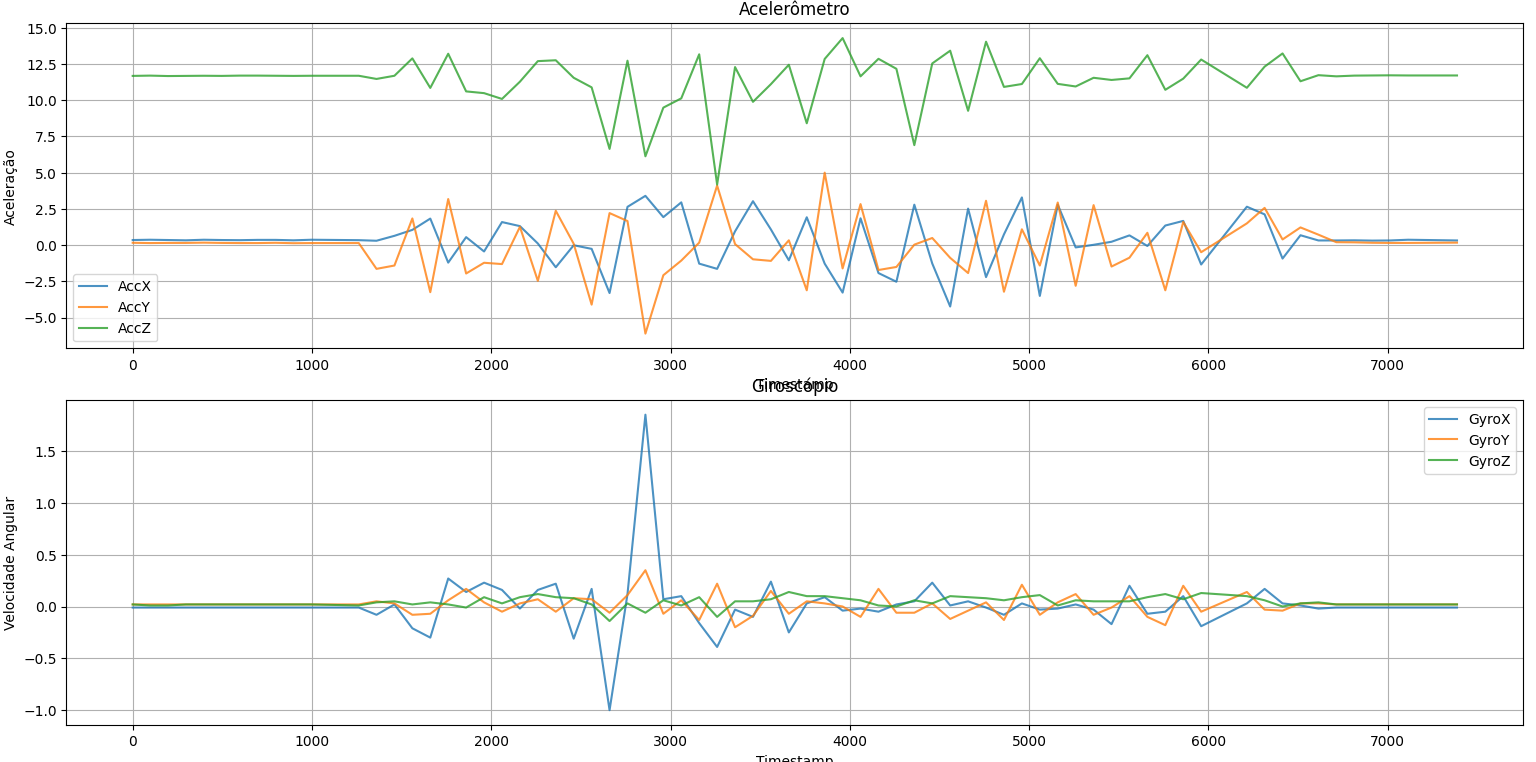 Acelerômetro
15.0
12.5
10.0
7.5
5.0
2.5
0.0
−2.5
−5.0
Aceleração
AccX
AccY
AccZ
0 1000 2000 3000 4000 5000 6000 7000
Timestamp
Giroscópio
1.5
1.0
0.5
0.0
−0.5
−1.0
Velocidade Angular
GyroX
GyroY
GyroZ
0 1000 2000 3000 4000 5000 6000 7000
Timestamp